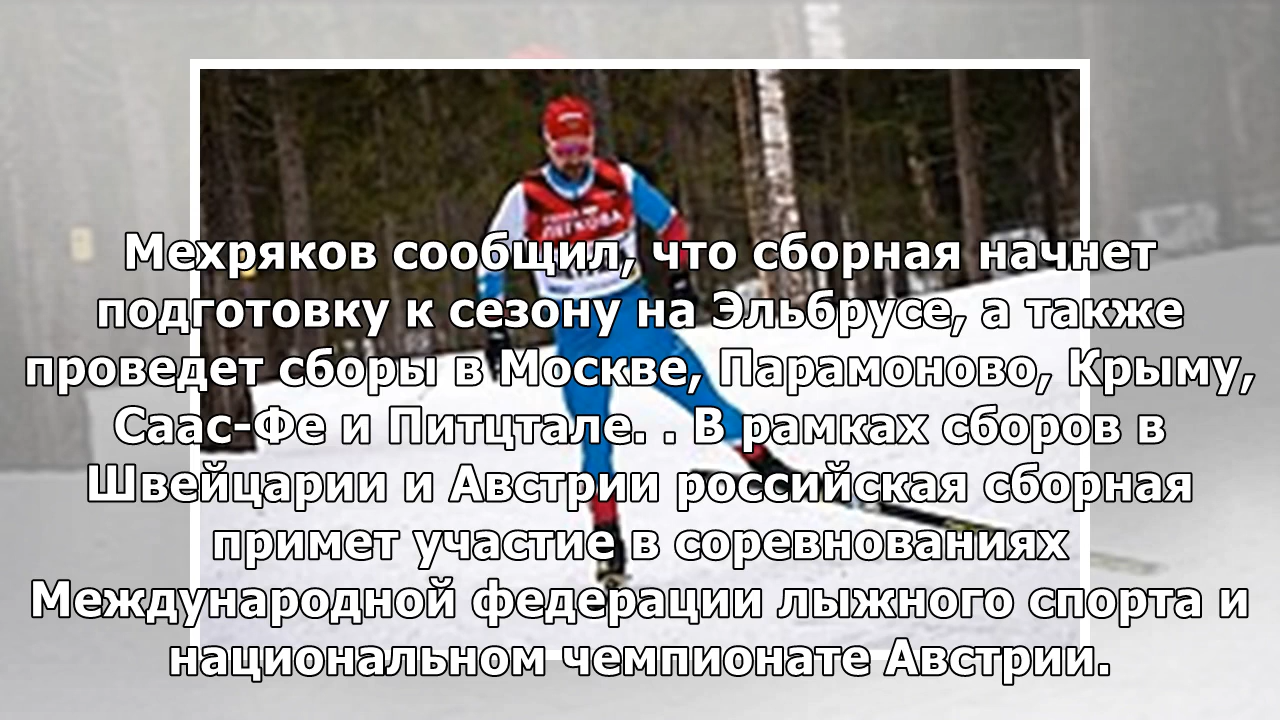 ЛЕГКОВА
Мехряков сообщил, что сборная начнет
подготовку к сезону на Эльбрусе, а также
проведет сборы в Москве, Парамоново, Крыму,
Саас-Фе и Питцтале. . В рамках сборов в
Швейцарии и Австрии российская сборная
примет участие в соревнованиях
Международной федерации лыжного спорта и
национальном чемпионате Австрии.